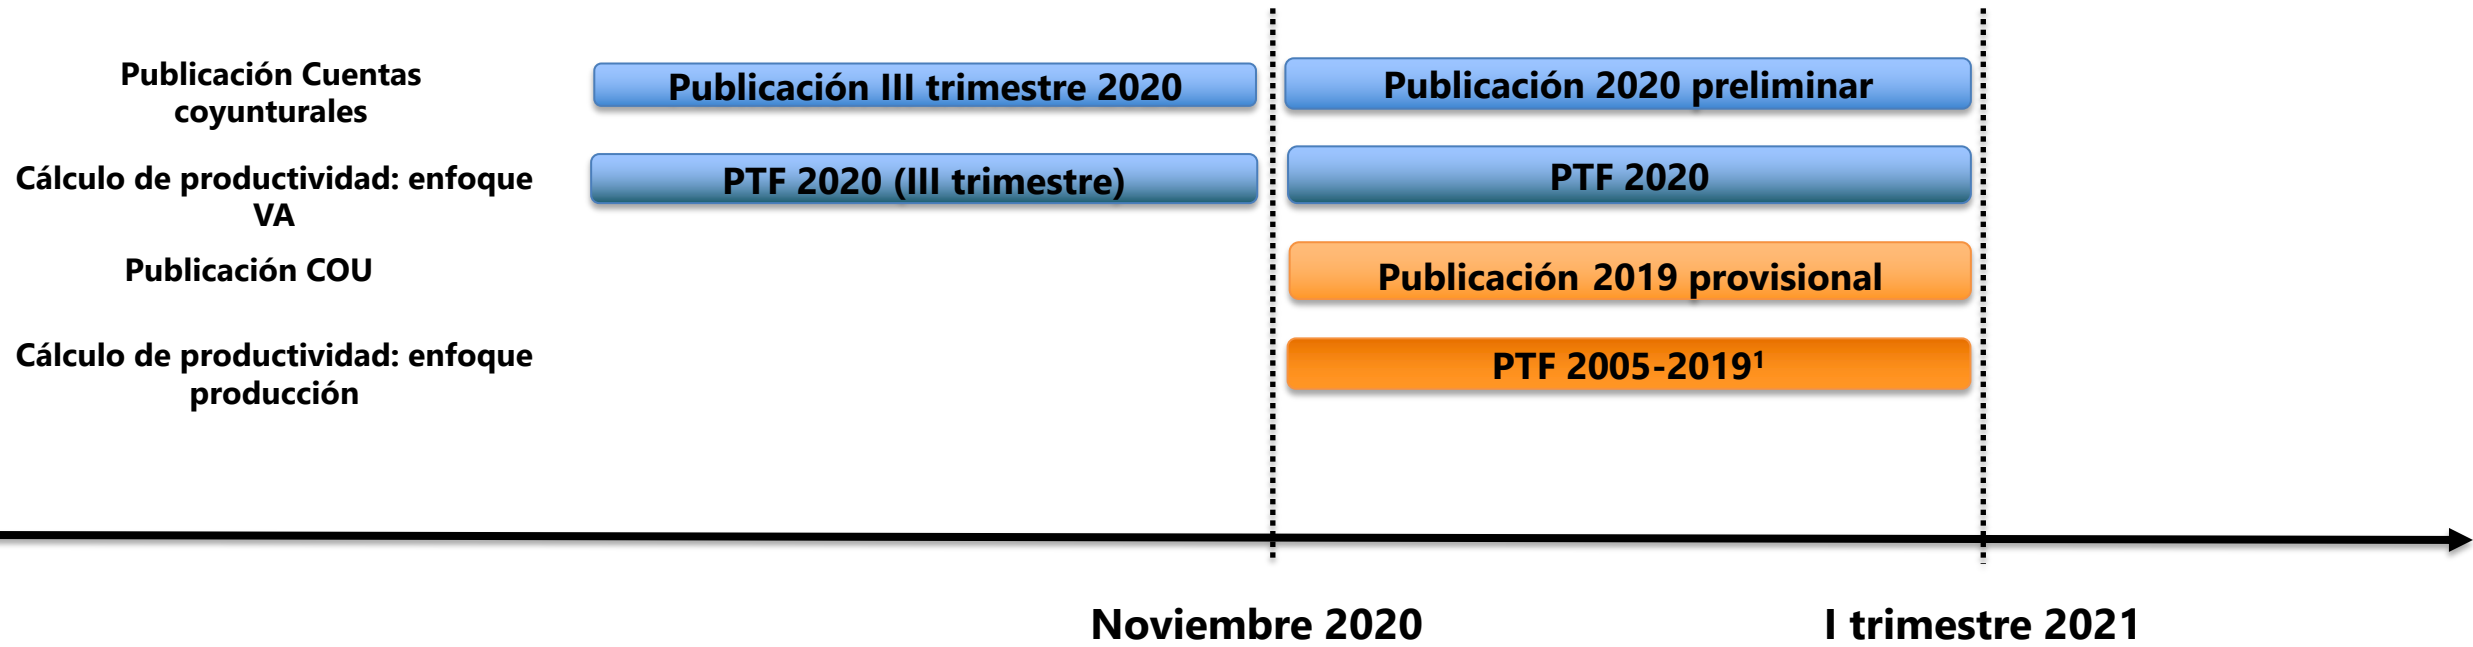 Publicación Cuentas
coyunturales
Publicación III trimestre 2020
Publicación 2020 preliminar
Cálculo de productividad: enfoque
VA
PTF 2020 (III trimestre)
PTF 2020
Publicación COU
Publicación 2019 provisional
Cálculo de productividad: enfoque
producción
PTF 2005-2019¹
Noviembre 2020
I trimestre 2021